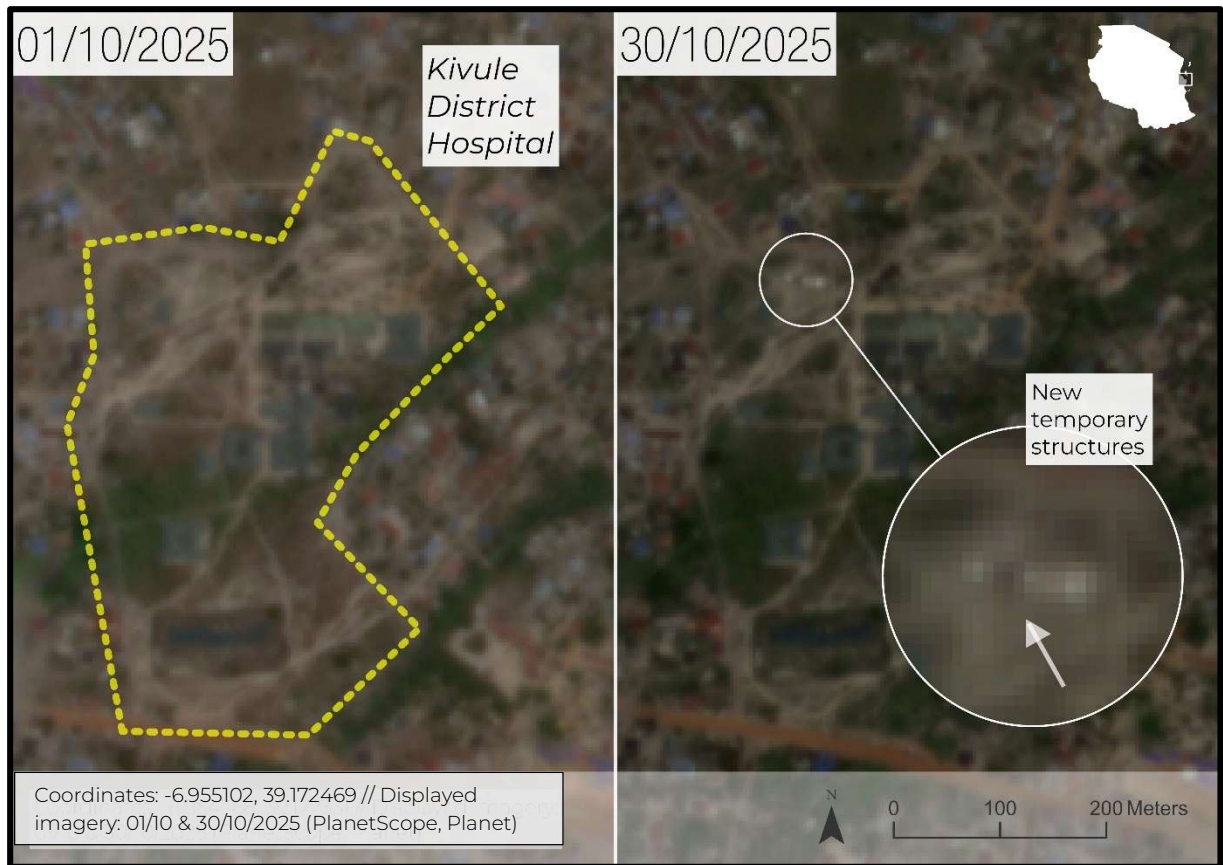 01/10/2025
Kivule
District
Hospital
30/10/2025
New
temporary
structures
Coordinates: -6.955102, 39.172469 // Displayed
imagery: 01/10 & 30/10/2025 (PlanetScope, Planet)
N
0 100 200 Meters